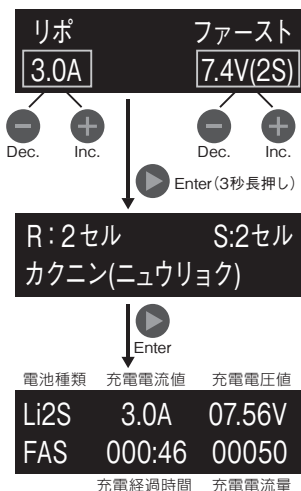 リポ ファースト
3.0A 7.4V(2S)
Dec. Inc. Dec. Inc.
Enter(3秒長押し)
R:2セル S:2セル
カクニン(ニュウリョク)
Enter
電池種類 充電電流値 充電電圧値
Li2S 3.0A 07.56V
FAS 000:46 00050
充電経過時間 充電電流量